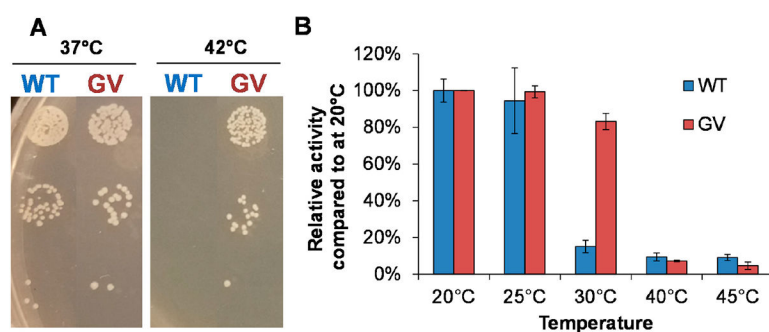 A
37°C
42°C
WT GV
WT GV
B
Relative activity
compared to at 20°C
120%
100%
80%
60%
40%
20%
0%
WT
GV
20°C 25°C 30°C 40°C 45°C
Temperature